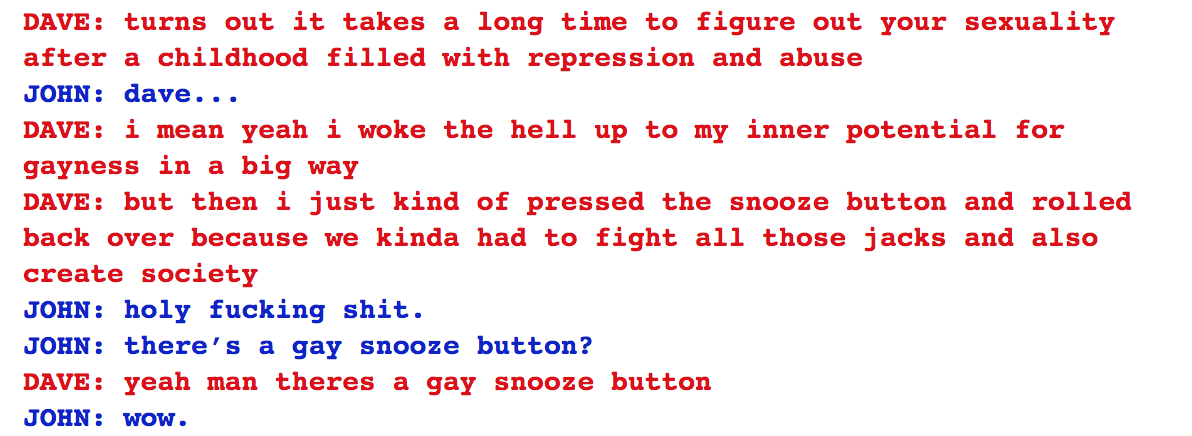 DAVE: turns out it takes a long time to figure out your sexuality
after a childhood filled with repression and abuse
JOHN: dave...
DAVE: i mean yeah i woke the hell up to my inner potential for
gayness in a big way
DAVE: but then i just kind of pressed the snooze button and rolled
back over because we kinda had to fight all those jacks and also
create society
JOHN: holy fucking shit.
JOHN: there’s a gay snooze button?
DAVE: yeah man theres a gay snooze button
JOHN: wow.